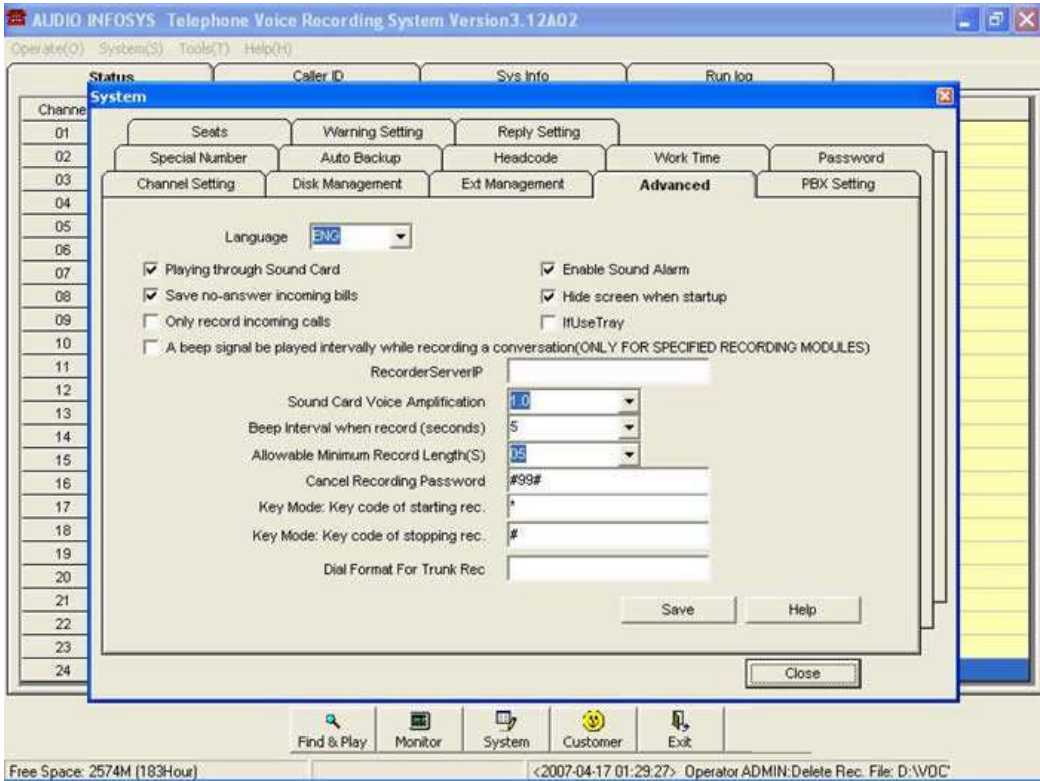 AUDIO INFOSYS Telephone Voice Recording System Version3.12A02
Operate(O) System(S) Tools(T) Help(H)
Status Caller ID Sys Info Run log
System
Channe
Seats Warning Setting Reply Setting
Special Number Auto Backup Headcode Work Time Password
Channel Setting Disk Management Ext Management Advanced PBX Setting
01
02
03
04
05
06
07
08
09
10
11
12
13
14
15
16
17
18
19
20
21
22
23
24
Language ENG
Playing through Sound Card Enable Sound Alarm
Save no-answer incoming bills Hide screen when startup
Only record incoming calls IfUseTray
A beep signal be played intervally while recording a conversation(ONLY FOR SPECIFIED RECORDING MODULES)
RecorderServerIP
Sound Card Voice Amplification 1.0
Beep Interval when record (seconds) 5
Allowable Minimum Record Length(S) 05
Cancel Recording Password #99#
Key Mode: Key code of starting rec. *
Key Mode: Key code of stopping rec. #
Dial Format For Trunk Rec
Save Help
Close
Find & Play Monitor System Customer Exit
Free Space: 2574M (183Hour) <2007-04-17 01:29:27> Operator ADMIN:Delete Rec. File: D:\VOC'